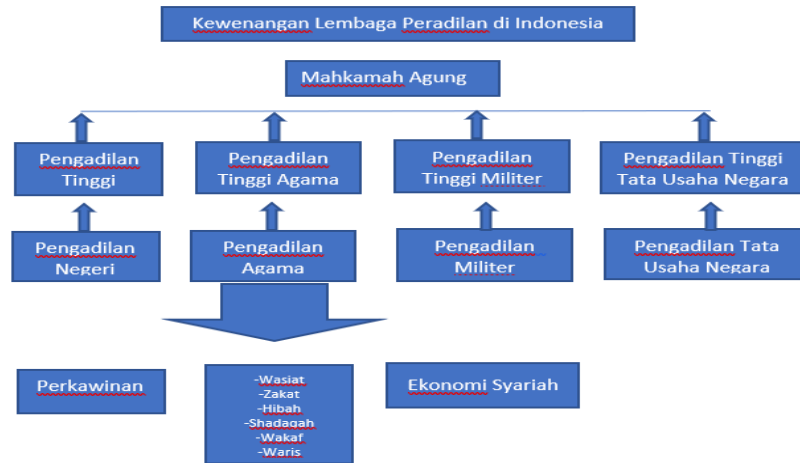 Kewenangan Lembaga Peradilan di Indonesia
Mahkamah Agung
Pengadilan
Tinggi
Pengadilan
Tinggi Agama
Pengadilan
Tinggi Militer
Pengadilan Tinggi
Tata Usaha Negara
Pengadilan
Negeri
Pengadilan
Agama
Pengadilan
Militer
Pengadilan Tata
Usaha Negara
Perkawinan
-Wasiat
-Zakat
-Hibah
-Shadaqah
-Wakaf
-Waris
Ekonomi Syariah